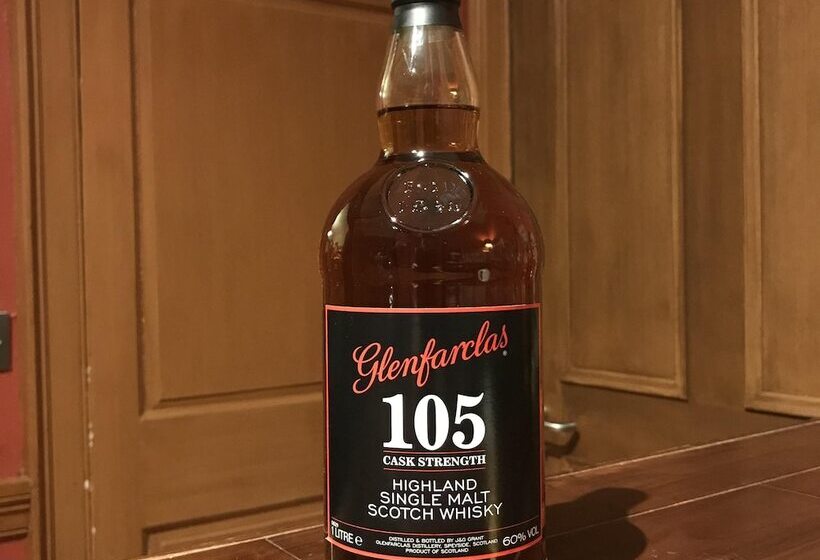 Glenfarclas
105
CASK STRENGTH
HIGHLAND
SINGLE MALT
SCOTCH WHISKY
1 LITRE e
DISTILLED & BOTTLED BY J&G GRANT
GLENFARCLAS DISTILLERY, SPEYSIDE, SCOTLAND
PRODUCT OF SCOTLAND
60% VOL